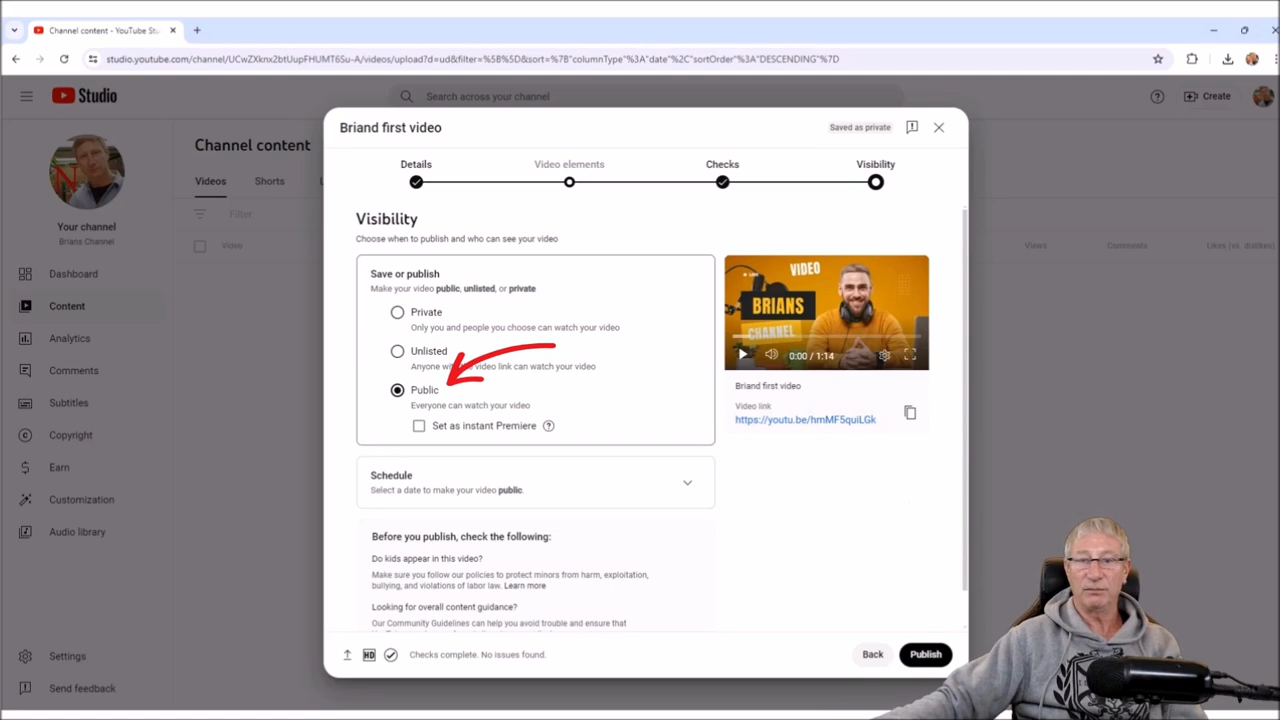 Channel content - YouTube Stu
studio.youtube.com/channel/UCwZXknx2btUupFHUMT6Su-A/videos/upload?d=ud&filter=%5B%5D&sort=%7B"columnType"%3A"date"%2C"sortOrder"%3A"DESCENDING"%7D
Studio
Search across your channel
Create
Your channel
Brians Channel
Dashboard
Content
Analytics
Comments
Subtitles
Copyright
Earn
Customization
Audio library
Settings
Send feedback
Channel content
Videos Shorts L
Filter
Video
Views Comments Likes (vs. dislikes)
Briand first video
Saved as private
Details Video elements Checks Visibility
Visibility
Choose when to publish and who can see your video
Save or publish
Make your video public, unlisted, or private
Private
Only you and people you choose can watch your video
Unlisted
Anyone with video link can watch your video
Public
Everyone can watch your video
Set as instant Premiere
Schedule
Select a date to make your video public.
Before you publish, check the following:
Do kids appear in this video?
Make sure you follow our policies to protect minors from harm, exploitation,
bullying, and violations of labor law. Learn more
Looking for overall content guidance?
Our Community Guidelines can help you avoid trouble and ensure that
VIDEO
BRIANS
CHANNEL
0:00 / 1:14
Briand first video
Video link
https://youtu.be/hmMF5quiLGk
HD
Checks complete. No issues found.
Back
Publish